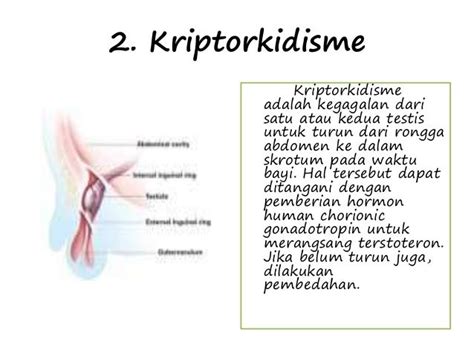 2. Kriptorkidisme
Abdominal cavity
Internal inguinal ring
Testicle
External inguinal ring
Gubernaculum
Kriptorkidisme
adalah kegagalan dari
satu atau kedua testis
untuk turun dari rongga
abdomen ke dalam
skrotum pada waktu
bayi. Hal tersebut dapat
ditangani dengan
pemberian hormon
human chorionic
gonadotropin untuk
merangsang terstoteron.
Jika belum turun juga,
dilakukan
pembedahan.